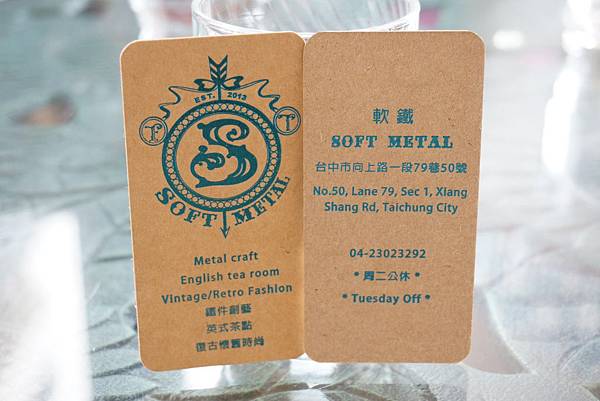 EST. 2013
S
SOFT METAL
Metal craft
English tea room
Vintage/Retro Fashion
鐵件創藝
英式茶點
復古懷舊時尚
軟鐵
SOFT METAL
台中市向上路一段79巷50號
No.50, Lane 79, Sec 1, Xiang
Shang Rd, Taichung City
04-23023292
* 周二公休 *
* Tuesday Off *